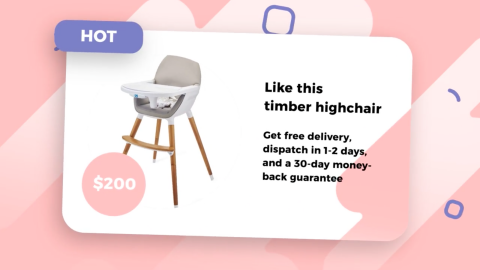 HOT
Like this
timber highchair
Get free delivery,
dispatch in 1-2 days,
and a 30-day money-
back guarantee
$200